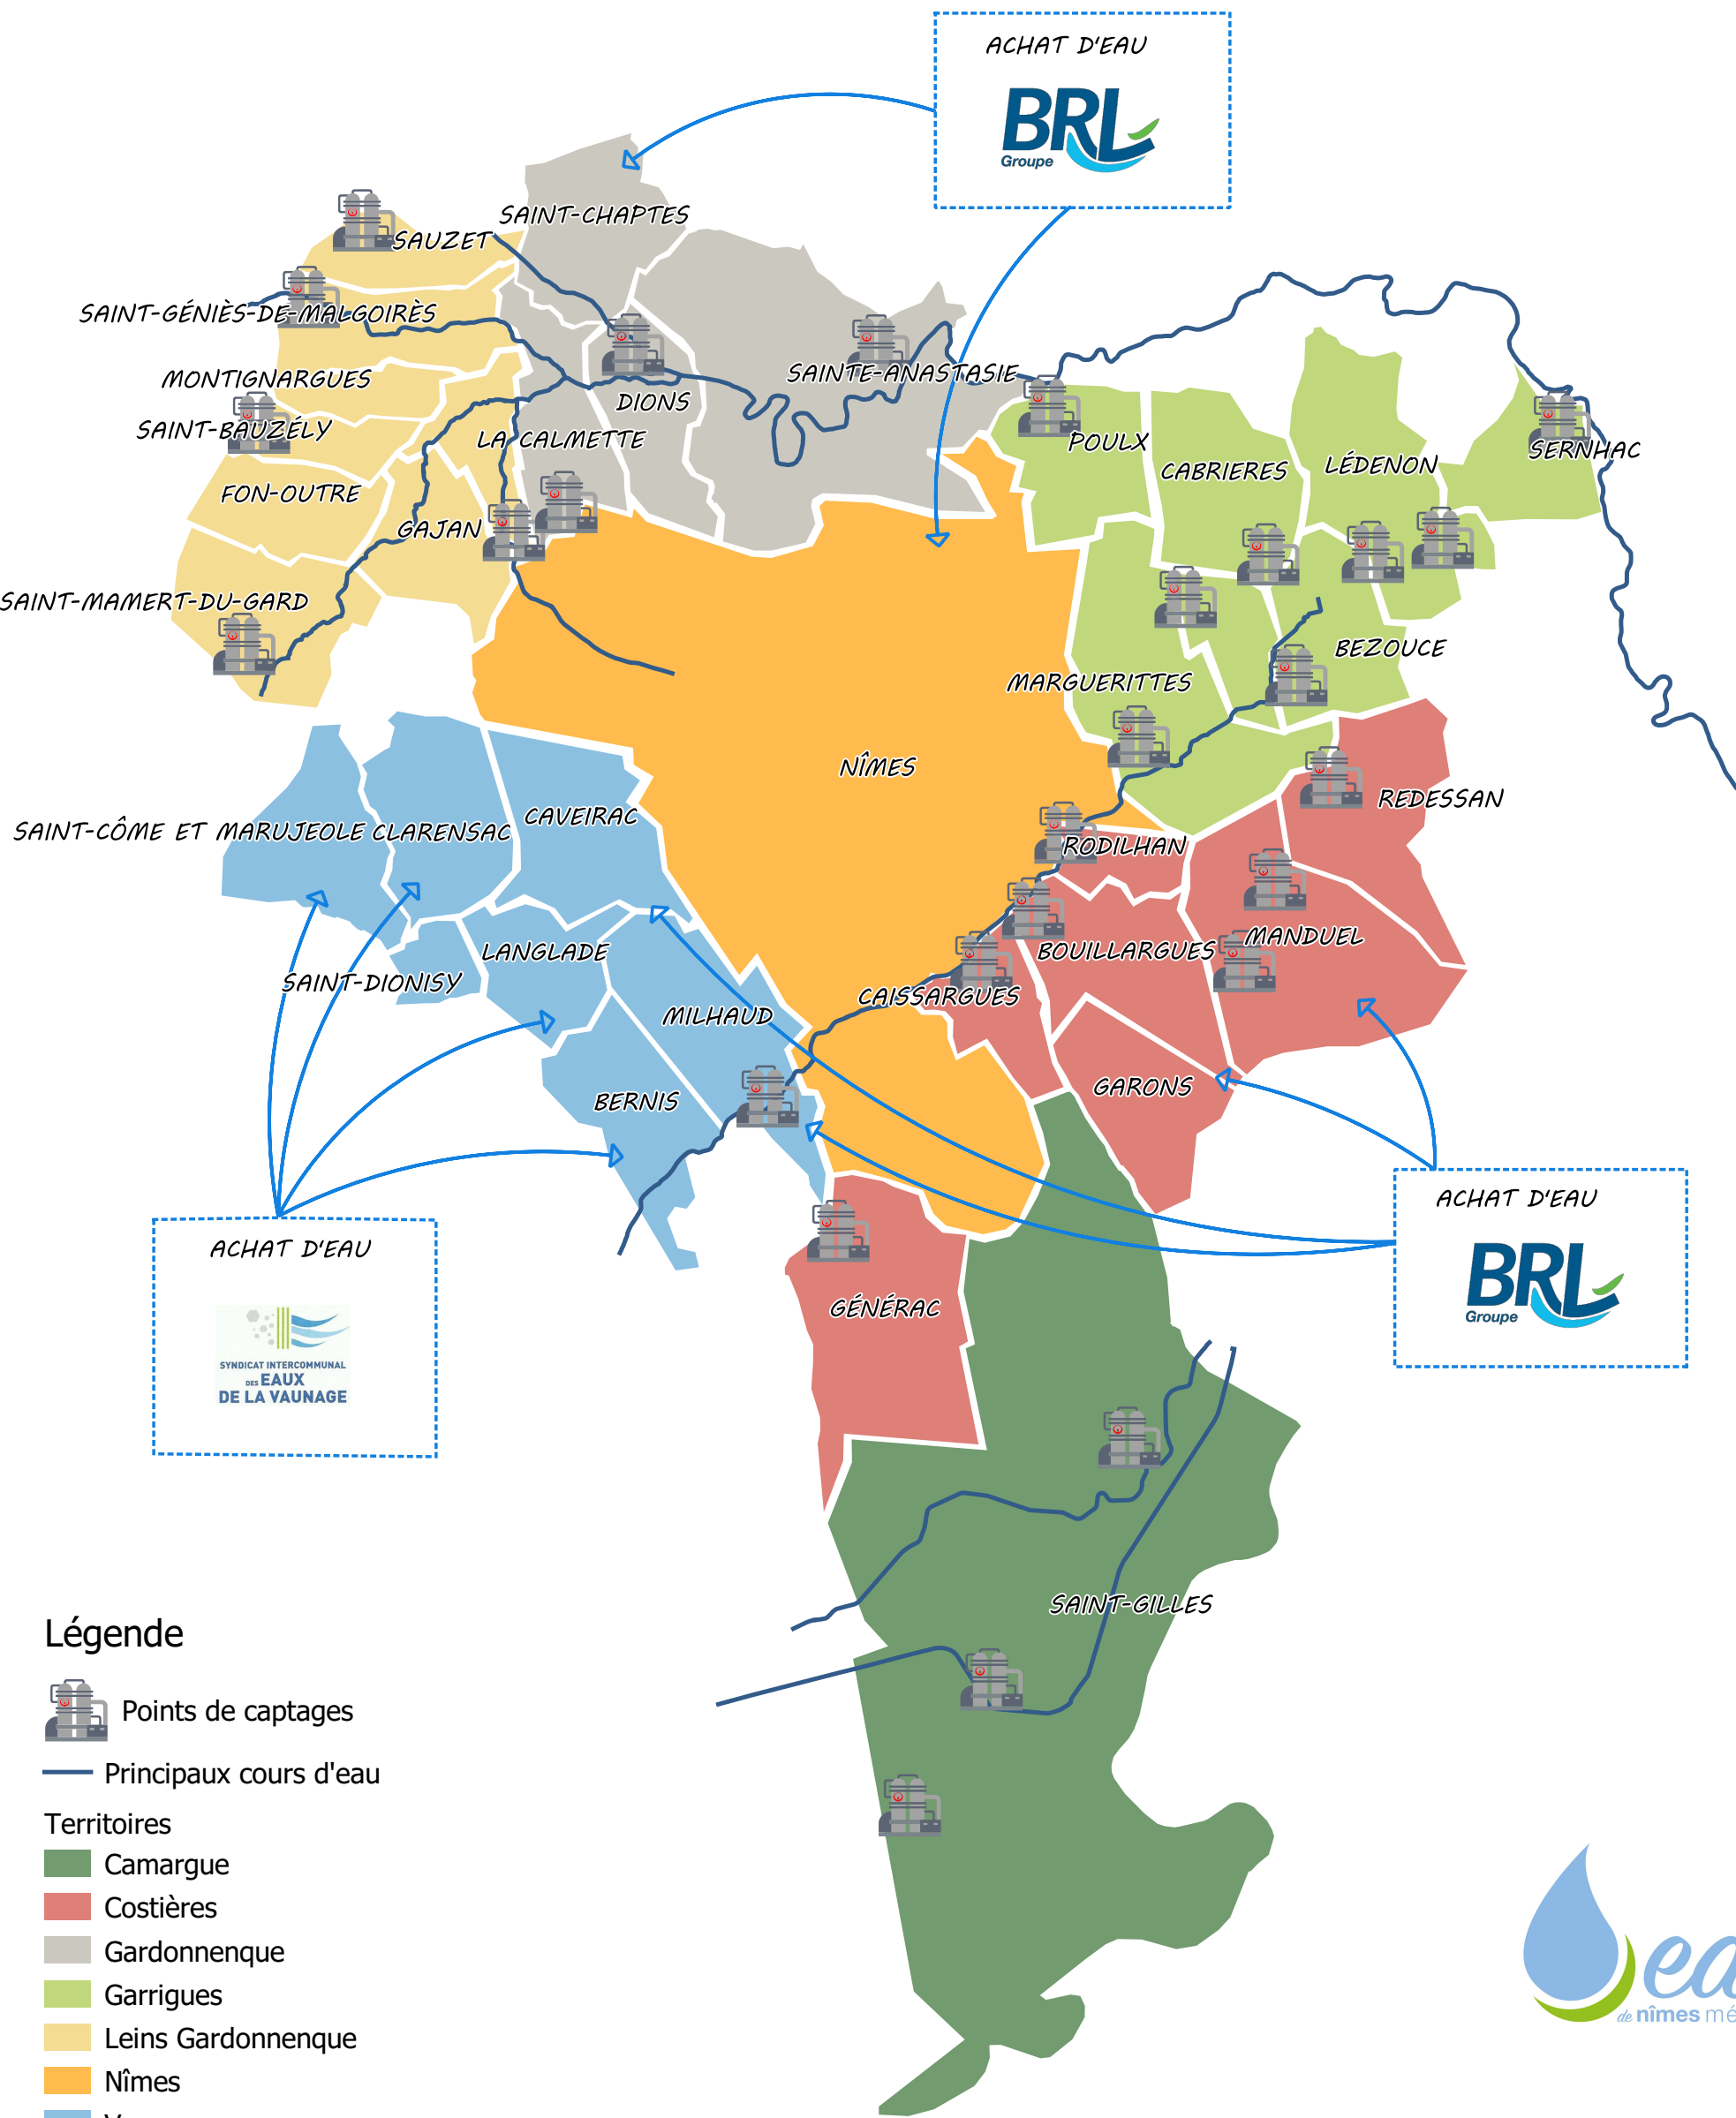 ACHAT D'EAU
BRL
Groupe
SAINT-CHAPTES
SAUZET
SAINT-GÉNIÈS-DE-MALGOIRÈS
MONTIGNARGUES
SAINTE-ANASTASIE
DIONS
SAINT-BAUZÉLY
LA CALMETTE
POULX
CABRIERES
LÉDENON
SERNHAC
FON-OUTRE
GAJAN
SAINT-MAMERT-DU-GARD
BEZOUCE
MARGUERITTES
NÎMES
REDESSAN
CAVEIRAC
SAINT-CÔME ET MARUJEOLE
CLARENSAC
RODILHAN
LANGLADE
BOUILLARGUES
MANDUEL
SAINT-DIONISY
CAISSARGUES
MILHAUD
BERNIS
GARONS
ACHAT D'EAU
BRL
Groupe
ACHAT D'EAU
SYNDICAT INTERCOMMUNAL
DES EAUX
DE LA VAUNAGE
GÉNÉRAC
SAINT-GILLES
Légende
Points de captages
Principaux cours d'eau
Territoires
Camargue
Costières
Gardonnenque
Garrigues
Leins Gardonnenque
Nîmes
de nîmes mé